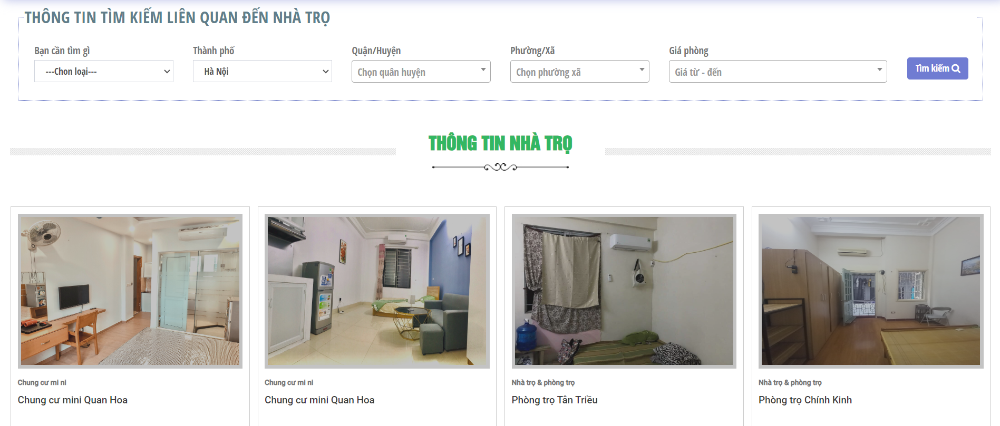 THÔNG TIN TÌM KIẾM LIÊN QUAN ĐẾN NHÀ TRỌ
Bạn cần tìm gì
Thành phố
Quận/Huyện
Phường/Xã
Giá phòng
---Chon loại---
Hà Nội
Chọn quân huyện
Chọn phường xã
Giá từ - đến
Tìm kiếm
THÔNG TIN NHÀ TRỌ
Chung cư mi ni
Chung cư mini Quan Hoa
Chung cư mi ni
Chung cư mini Quan Hoa
Nhà trọ & phòng trọ
Phòng trọ Tân Triều
Nhà trọ & phòng trọ
Phòng trọ Chính Kinh